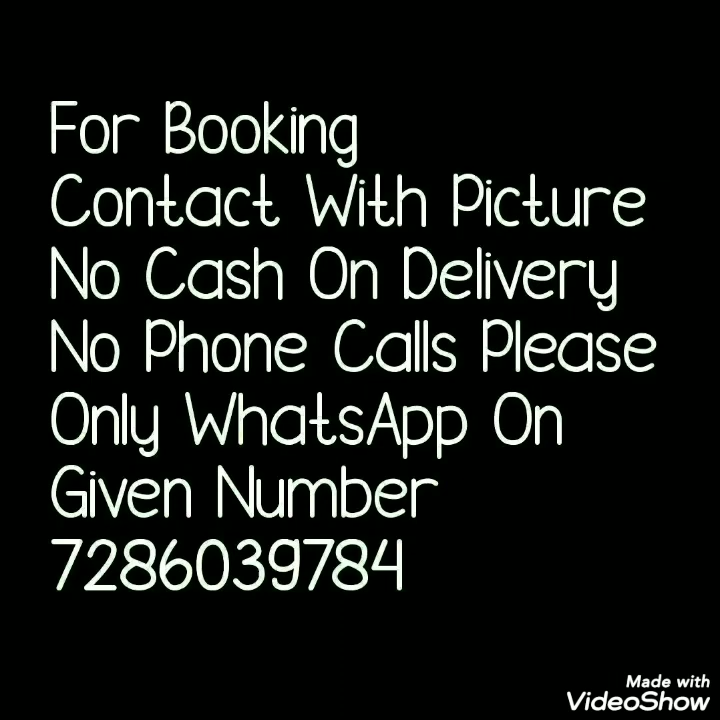 For Booking
Contact With Picture
No Cash On Delivery
No Phone Calls Please
Only WhatsApp On
Given Number
7286039784
Made with
VideoShow